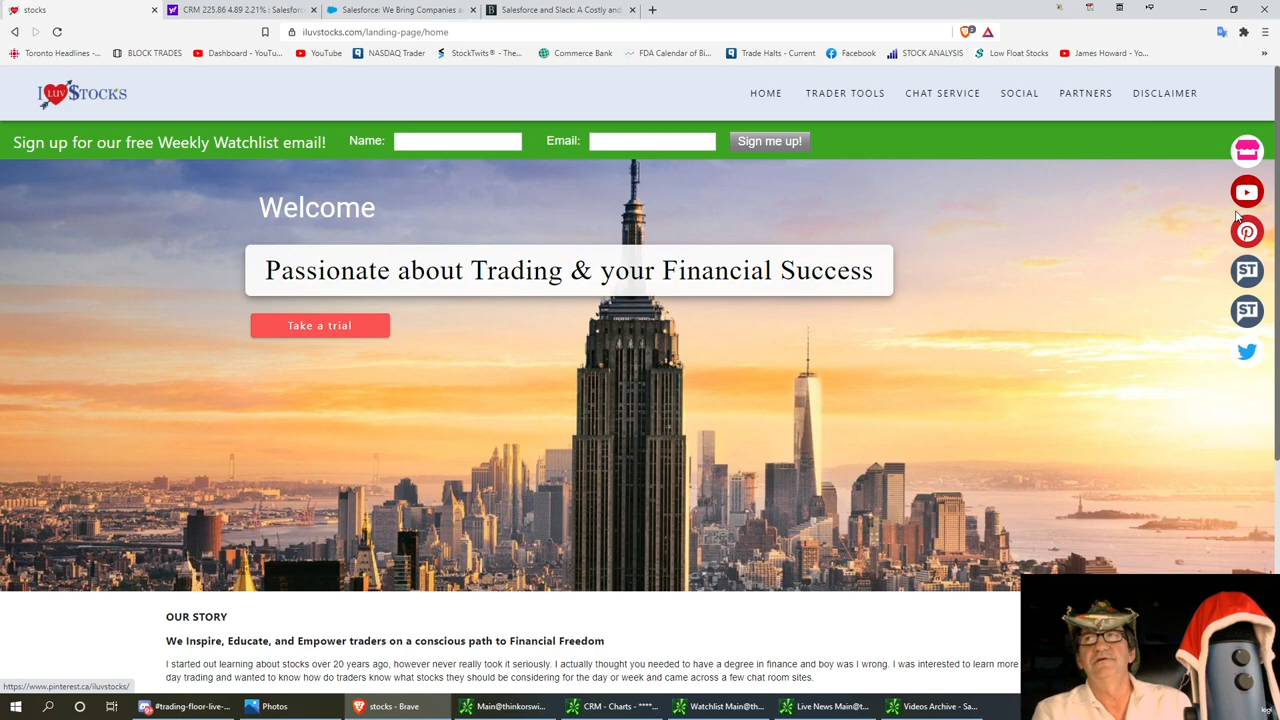 stocks
CRM 225.86 4.89 2.21% : Salesforc
Salesforce: We Bring Companies a
Salesforce and Slack: A Costly and
iluvstocks.com/landing-page/home
Toronto Headlines -...
BLOCK TRADES
Dashboard - YouTu...
YouTube
NASDAQ Trader
StockTwits® - The...
Commerce Bank
FDA Calendar of Bi...
Trade Halts - Current
Facebook
STOCK ANALYSIS
Low Float Stocks
James Howard - Yo...
I LUV $TOCKS
HOME
TRADER TOOLS
CHAT SERVICE
SOCIAL
PARTNERS
DISCLAIMER
Sign up for our free Weekly Watchlist email!
Name:
Email:
Sign me up!
Welcome
Passionate about Trading & your Financial Success
Take a trial
ST
ST
OUR STORY
We Inspire, Educate, and Empower traders on a conscious path to Financial Freedom
I started out learning about stocks over 20 years ago, however never really took it seriously. I actually thought you needed to have a degree in finance and boy was I wrong. I was interested to learn more
day trading and wanted to know how do traders know what stocks they should be considering for the day or week and came across a few chat room sites.
https://www.pinterest.ca/iluvstocks/
#trading-floor-live-...
Photos
stocks - Brave
Main@thinkorswi...
CRM - Charts - ****...
Watchlist Main@th...
Live News Main@t...
Videos Archive - Sa...
logi